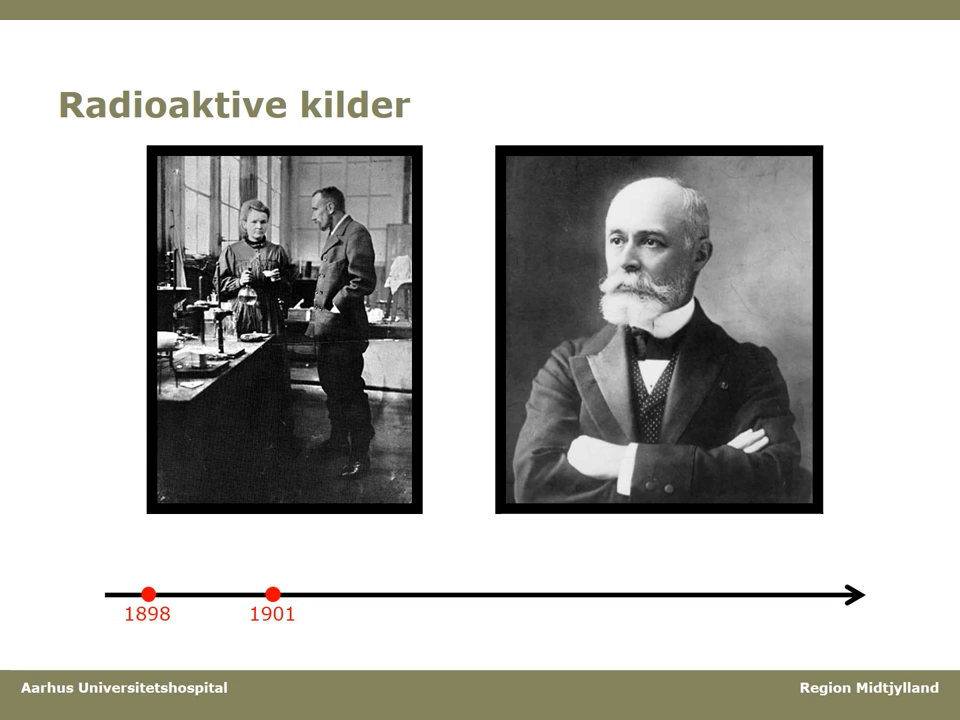 Radioaktive kilder
1898
1901
Aarhus Universitetshospital
Region Midtjylland